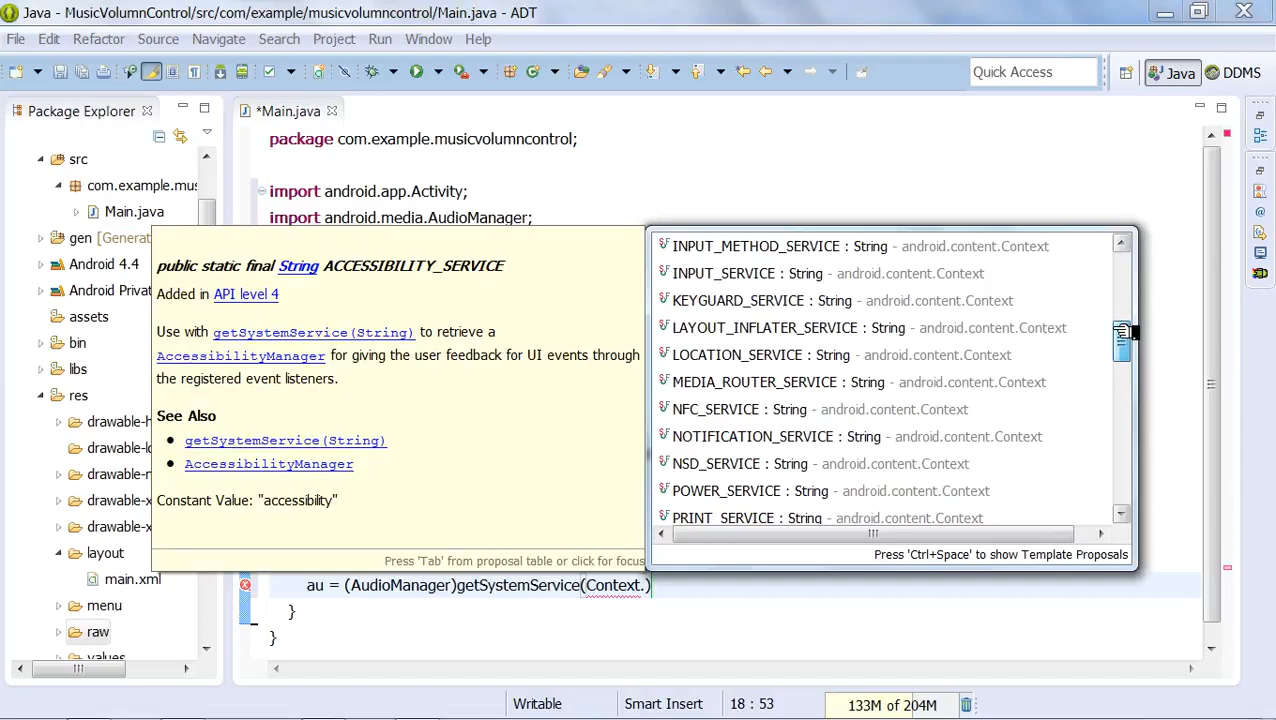 Java - MusicVolumnControl/src/com/example/musicvolumncontrol/Main.java - ADT
File Edit Refactor Source Navigate Search Project Run Window Help
Quick Access
Java
DDMS
Package Explorer
*Main.java
src
com.example.mus
Main.java
gen [Generat
Android 4.4
Android Priva
assets
bin
libs
res
drawable-h
drawable-lo
drawable-n
drawable-x
drawable-x
layout
main.xml
menu
raw
values
package com.example.musicvolumncontrol;
import android.app.Activity;
import android.media.AudioManager;
public static final String ACCESSIBILITY_SERVICE
Added in API level 4
Use with getSystemService(String) to retrieve a
AccessibilityManager for giving the user feedback for UI events through
the registered event listeners.
See Also
getSystemService(String)
AccessibilityManager
Constant Value: "accessibility"
Press 'Tab' from proposal table or click for focus
INPUT_METHOD_SERVICE : String - android.content.Context
INPUT_SERVICE : String - android.content.Context
KEYGUARD_SERVICE : String - android.content.Context
LAYOUT_INFLATER_SERVICE : String - android.content.Context
LOCATION_SERVICE : String - android.content.Context
MEDIA_ROUTER_SERVICE : String - android.content.Context
NFC_SERVICE : String - android.content.Context
NOTIFICATION_SERVICE : String - android.content.Context
NSD_SERVICE : String - android.content.Context
POWER_SERVICE : String - android.content.Context
PRINT_SERVICE : String - android.content.Context
Press 'Ctrl+Space' to show Template Proposals
au = (AudioManager)getSystemService(Context.)
}
}
Writable
Smart Insert
18 : 53
133M of 204M